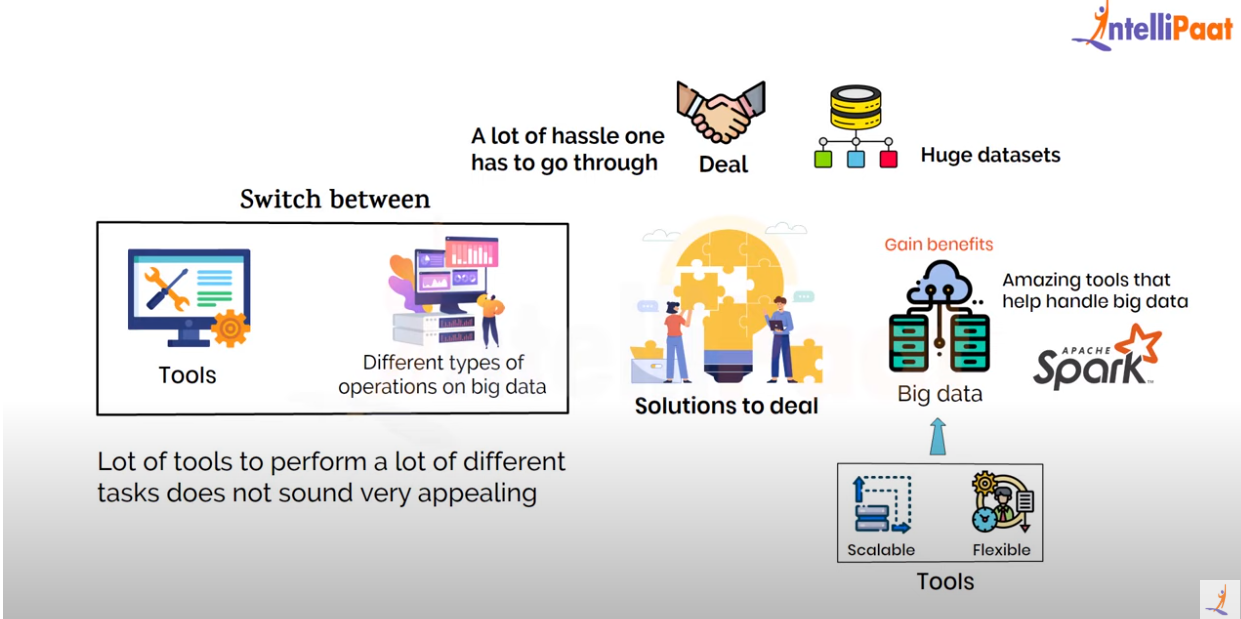 IntelliPaat
A lot of hassle one
has to go through
Deal
Huge datasets
Switch between
Tools
Different types of
operations on big data
Solutions to deal
Gain benefits
Big data
Amazing tools that
help handle big data
APACHE
Spark™
Lot of tools to perform a lot of different
tasks does not sound very appealing
Scalable
Flexible
Tools